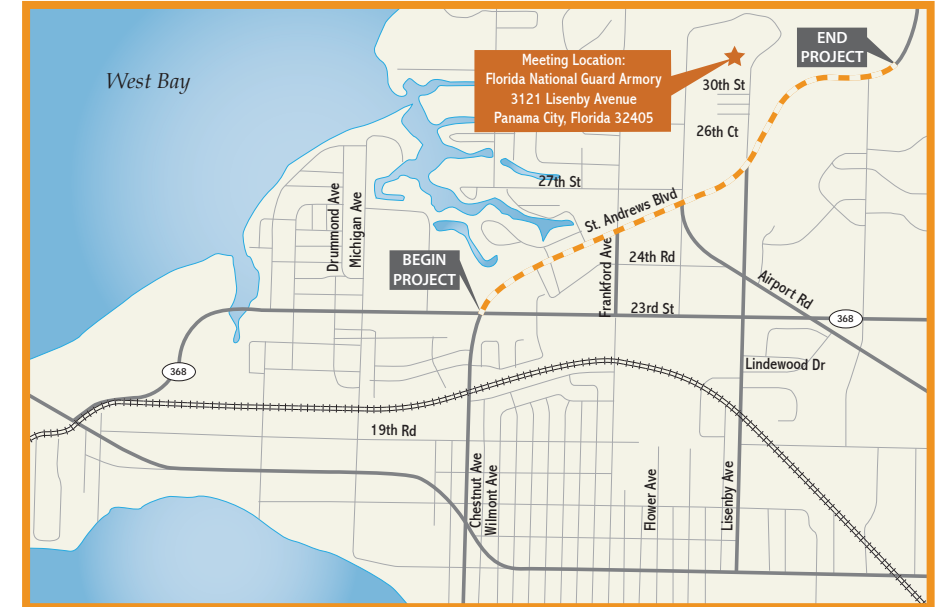 West Bay
END
PROJECT
Meeting Location:
Florida National Guard Armory
3121 Lisenby Avenue
Panama City, Florida 32405
30th St
26th Ct
27th St
St. Andrews Blvd
Drummond Ave
Michigan Ave
BEGIN
PROJECT
Frankford Ave
24th Rd
Airport Rd
23rd St
368
368
Lindewood Dr
19th Rd
Chestnut Ave
Wilmont Ave
Flower Ave
Lisenby Ave